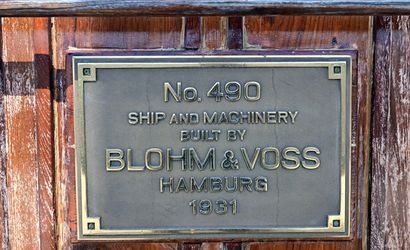 No. 490
SHIP AND MACHINERY
BUILT BY
BLOHM & VOSS
HAMBURG
1931